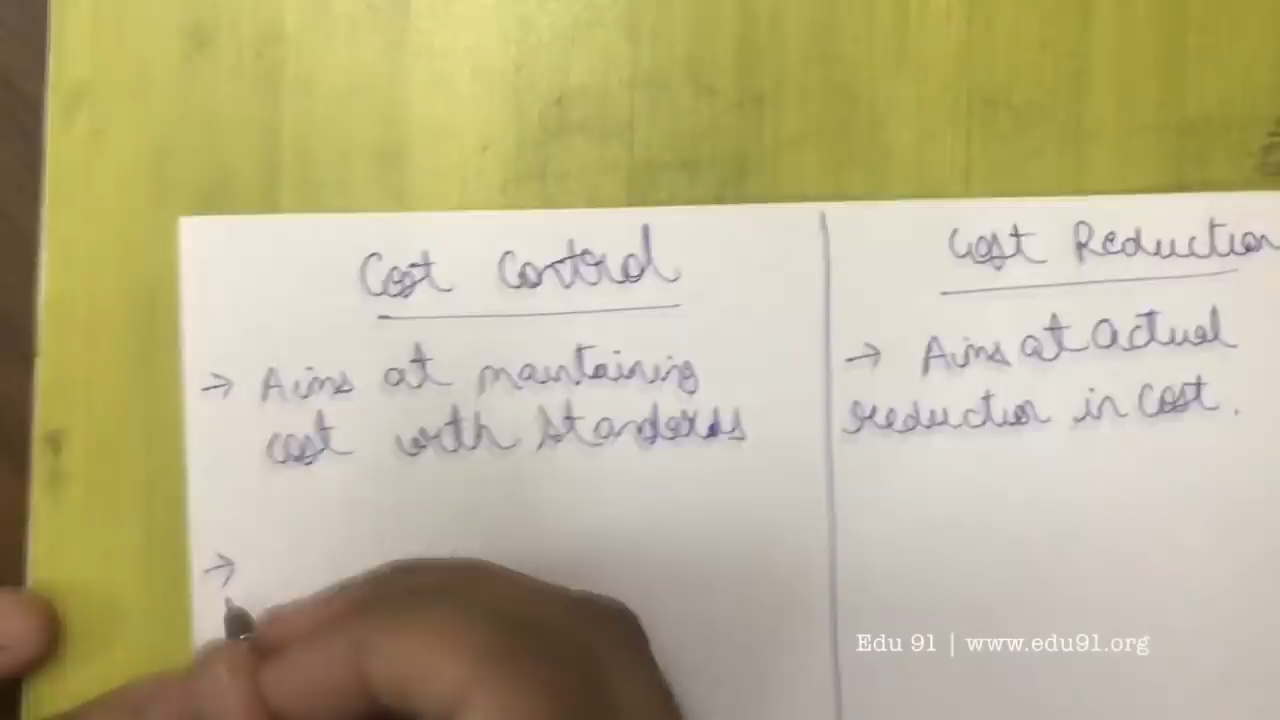 Cost Control
→ Aims at maintaining
cost with standards
→
Cost Reduction
→ Aims at actual
reduction in cost.
Edu 91 | www.edu91.org